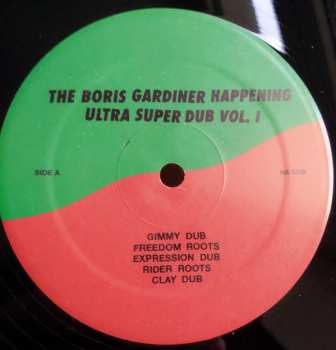 THE BORIS GARDINER HAPPENING
ULTRA SUPER DUB VOL. I
SIDE A
GIMMY DUB
FREEDOM ROOTS
EXPRESSION DUB
RIDER ROOTS
CLAY DUB